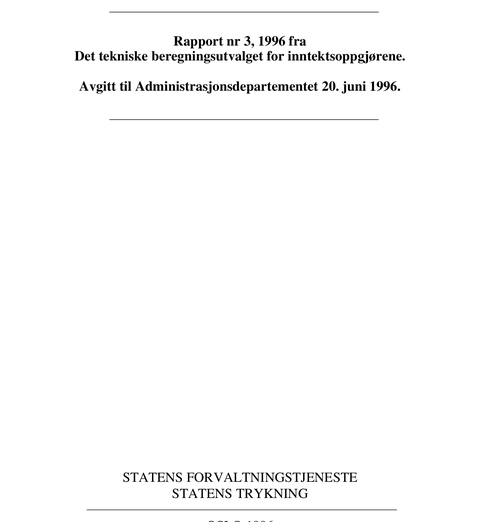 Rapport nr 3, 1996 fra
Det tekniske beregningsutvalget for inntektsoppgjørene.
Avgitt til Administrasjonsdepartementet 20. juni 1996.
STATENS FORVALTNINGSTJENESTE
STATENS TRYKNING